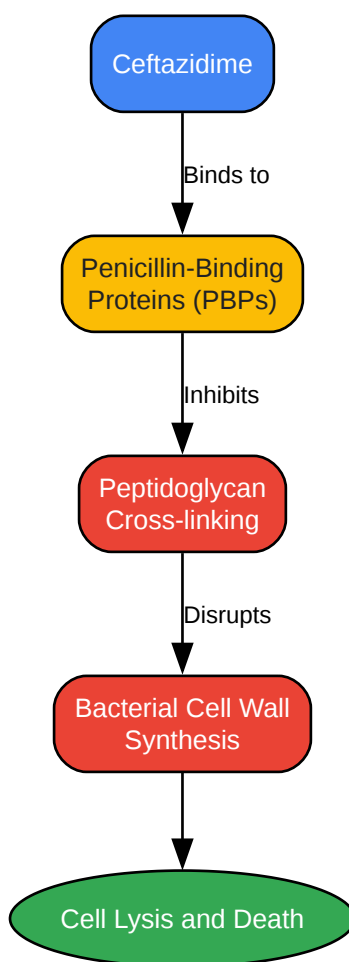 Ceftazidime
Binds to
Penicillin-Binding
Proteins (PBPs)
Inhibits
Peptidoglycan
Cross-linking
Disrupts
Bacterial Cell Wall
Synthesis
Cell Lysis and Death